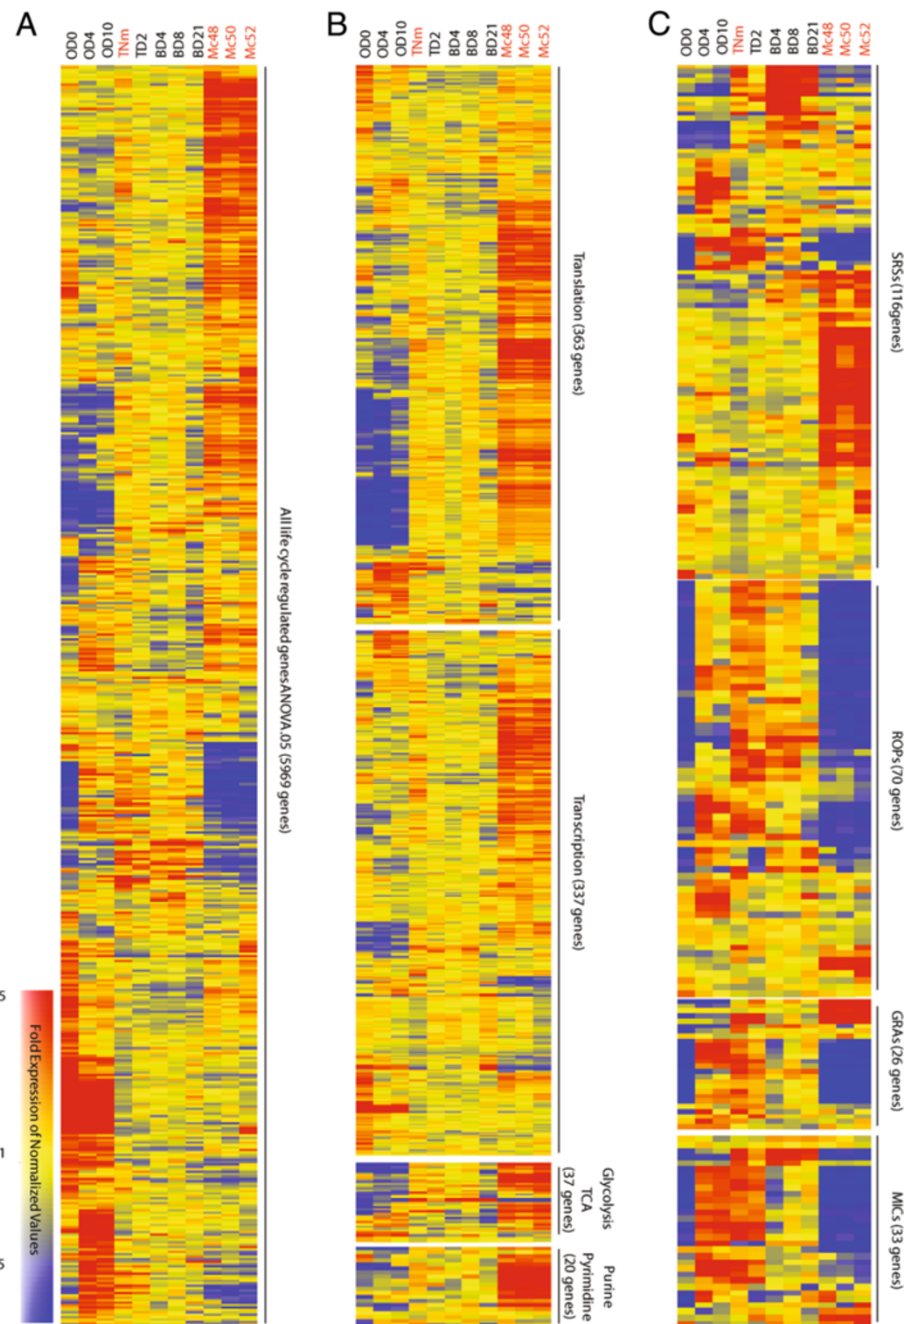 A
OD0
OD4
OD10
TNm
TD2
BD4
BD8
BD21
Mc48
Mc50
Mc52
All life cycle regulated genes ANOVA.05 (5969 genes)
5
1
5
Fold Expression of Normalized Values
B
OD0
OD4
OD10
TNm
TD2
BD4
BD8
BD21
Mc48
Mc50
Mc52
Translation (363 genes)
Transcription (337 genes)
Glycolysis
TCA
(37 genes)
Purine
Pyrimidine
(20 genes)
C
OD0
OD4
OD10
TNm
TD2
BD4
BD8
BD21
Mc48
Mc50
Mc52
SRSs (116genes)
ROPs (70 genes)
GRAs (26 genes)
MICs (33 genes)